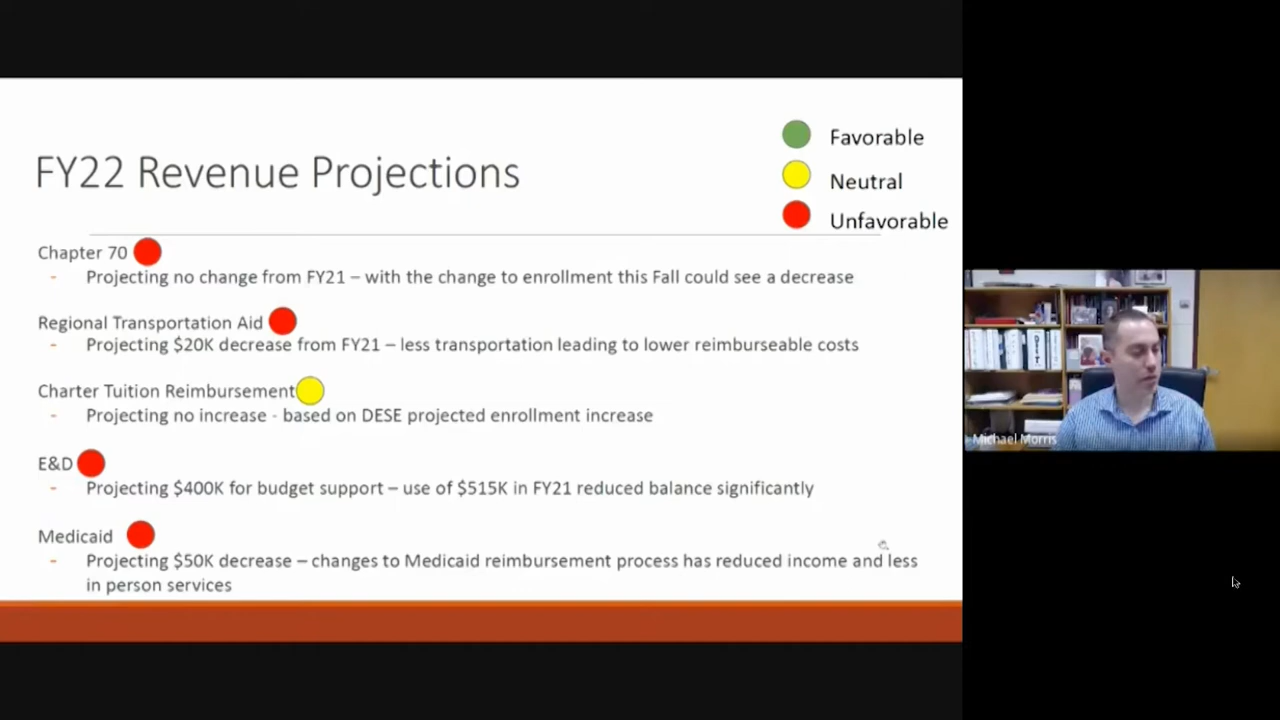 FY22 Revenue Projections
Favorable
Neutral
Unfavorable
Chapter 70
- Projecting no change from FY21 – with the change to enrollment this Fall could see a decrease
Regional Transportation Aid
- Projecting $20K decrease from FY21 – less transportation leading to lower reimburseable costs
Charter Tuition Reimbursement
- Projecting no increase - based on DESE projected enrollment increase
E&D
- Projecting $400K for budget support – use of $515K in FY21 reduced balance significantly
Medicaid
- Projecting $50K decrease – changes to Medicaid reimbursement process has reduced income and less
in person services
Michael Morris